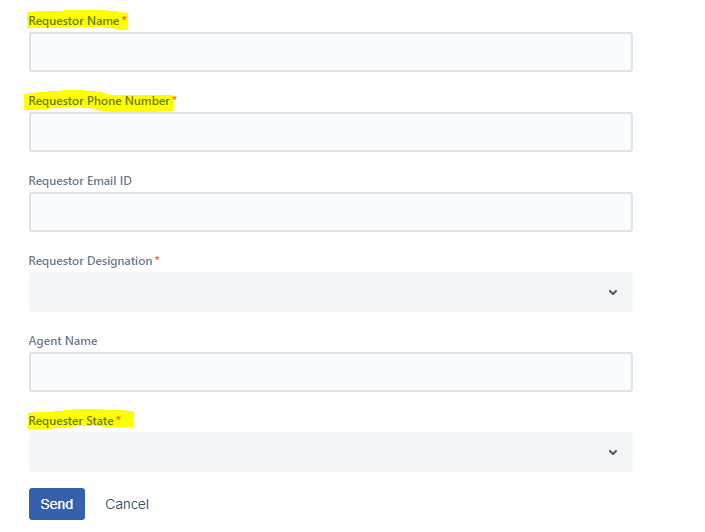 Requestor Name *
Requestor Phone Number *
Requestor Email ID
Requestor Designation *
Agent Name
Requester State *
Send Cancel